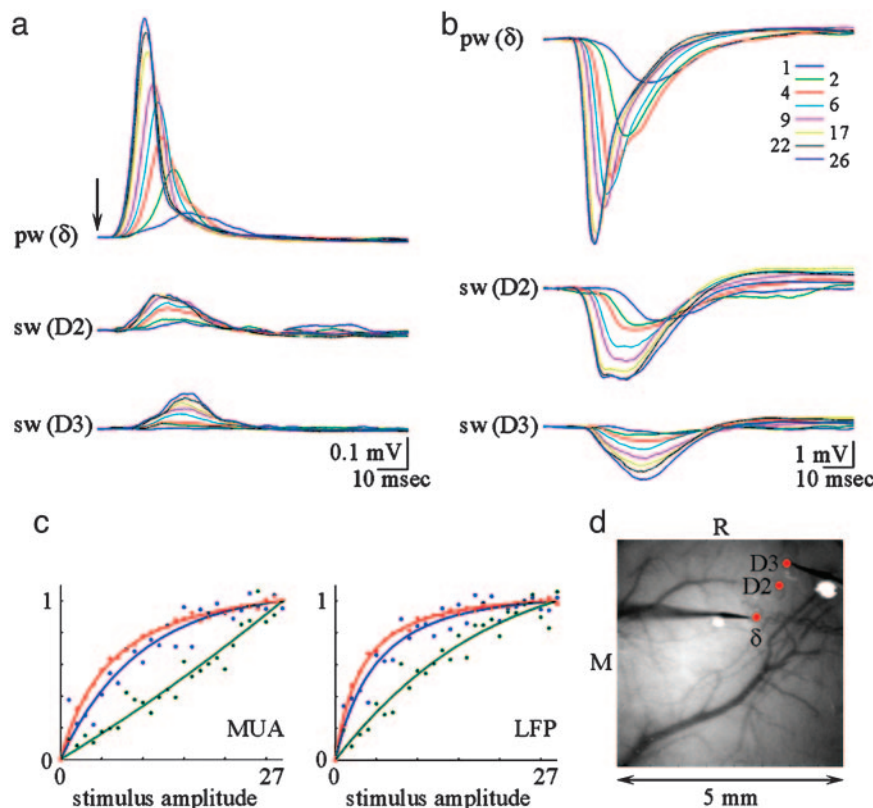 a
pw (δ)
sw (D2)
sw (D3)
0.1 mV
10 msec
b
pw (δ)
1
2
4
6
9
17
22
26
sw (D2)
sw (D3)
1 mV
10 msec
c
1
0
0
27
MUA
stimulus amplitude
1
0
0
27
LFP
stimulus amplitude
d
R
M
D3
D2
δ
5 mm